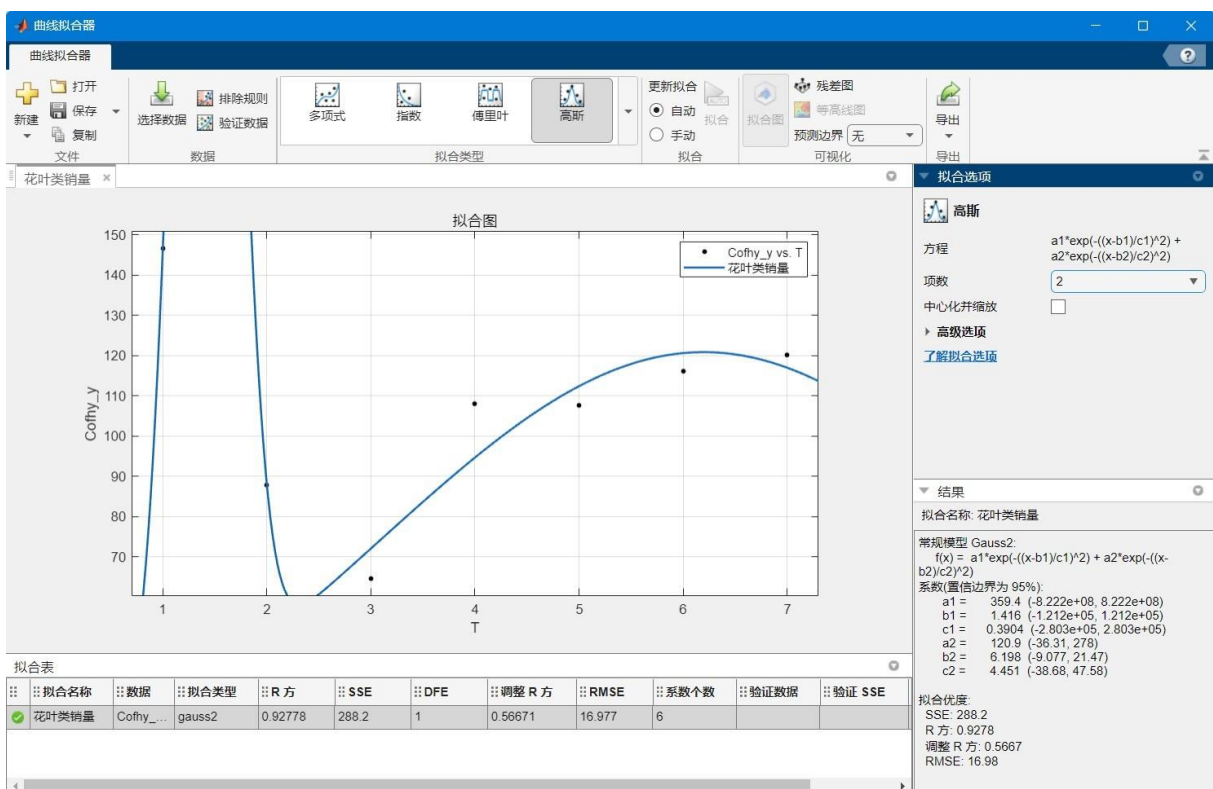 曲线拟合器
曲线拟合器
?
新建
打开
保存
复制
文件
选择数据
排除规则
验证数据
数据
多项式
指数
傅里叶
高斯
拟合类型
更新拟合
自动
手动
拟合
拟合
拟合图
残差图
等高线图
预测边界 无
可视化
导出
导出
花叶类销量 ×
拟合图
Cofhy_y vs. T
花叶类销量
150
140
130
120
110
100
90
80
70
Cofhy_y
1 2 3 4 5 6 7
T
拟合表
拟合名称 数据 拟合类型 R 方 SSE DFE 调整 R 方 RMSE 系数个数 验证数据 验证 SSE
花叶类销量 Cofhy_... gauss2 0.92778 288.2 1 0.56671 16.977 6
拟合选项
高斯
方程 a1*exp(-((x-b1)/c1)^2) +
a2*exp(-((x-b2)/c2)^2)
项数 2
中心化并缩放
高级选项
了解拟合选项
结果
拟合名称: 花叶类销量
常规模型 Gauss2:
f(x) = a1*exp(-((x-b1)/c1)^2) + a2*exp(-((x-
b2)/c2)^2)
系数(置信边界为 95%):
a1 = 359.4 (-8.222e+08, 8.222e+08)
b1 = 1.416 (-1.212e+05, 1.212e+05)
c1 = 0.3904 (-2.803e+05, 2.803e+05)
a2 = 120.9 (-36.31, 278)
b2 = 6.198 (-9.077, 21.47)
c2 = 4.451 (-38.68, 47.58)
拟合优度:
SSE: 288.2
R 方: 0.9278
调整 R 方: 0.5667
RMSE: 16.98